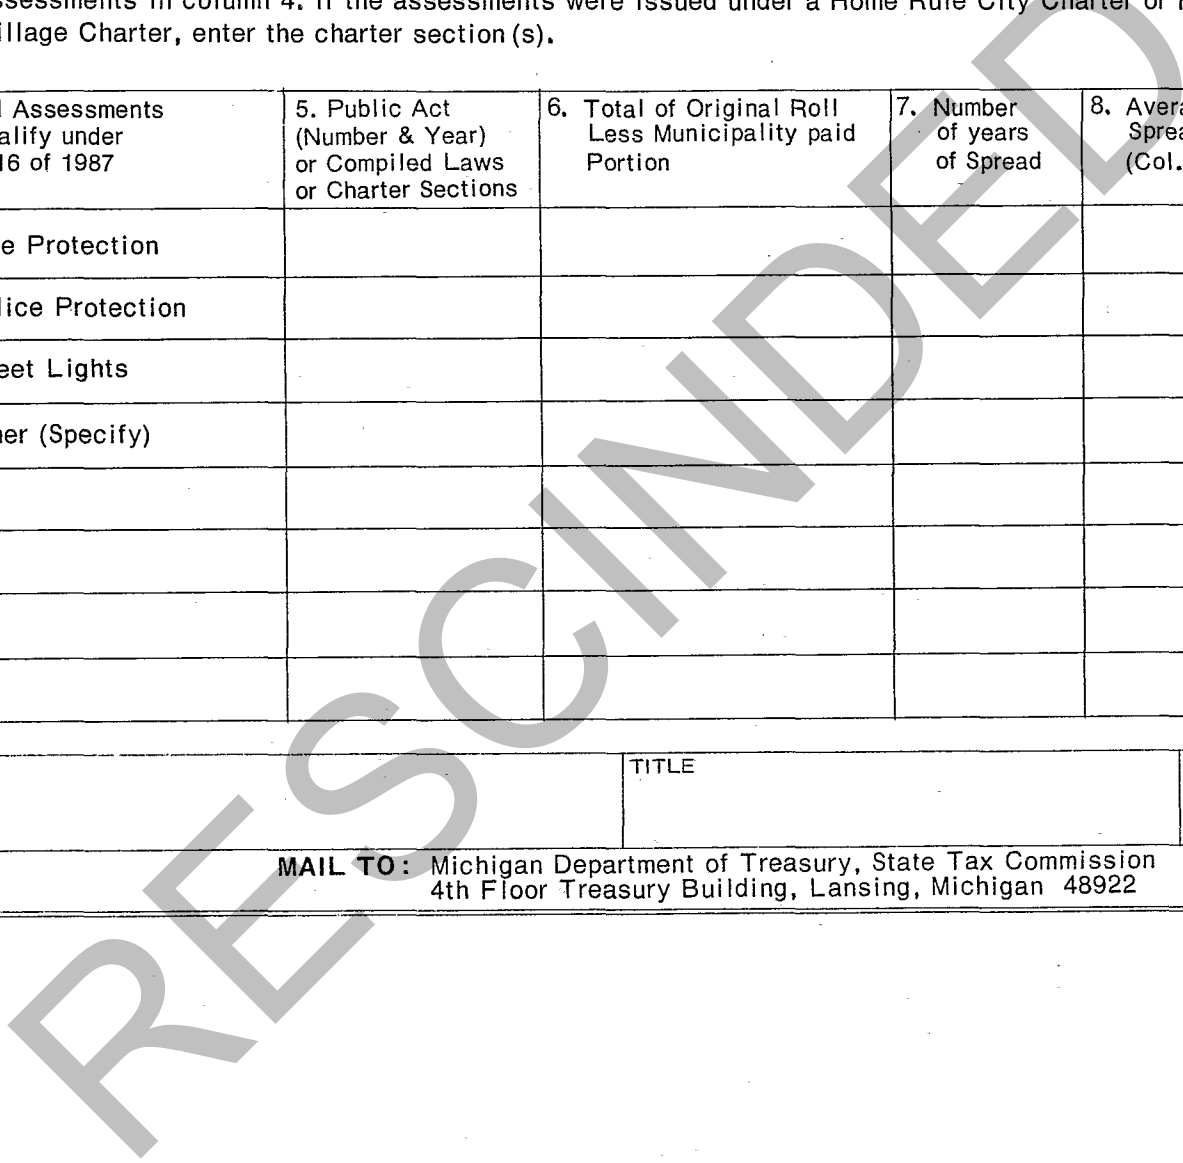 assessments in column 4. If the assessments were issued under a Home Rule City Charter or
illage Charter, enter the charter section(s).
Assessments
alify under
16 of 1987
5. Public Act
(Number & Year)
or Compiled Laws
or Charter Sections
6. Total of Original Roll
Less Municipality paid
Portion
7. Number
of years
of Spread
8. Avera
Sprea
(Col.
e Protection
lice Protection
eet Lights
er (Specify)
TITLE
MAIL TO: Michigan Department of Treasury, State Tax Commission
4th Floor Treasury Building, Lansing, Michigan 48922
RESCINDED